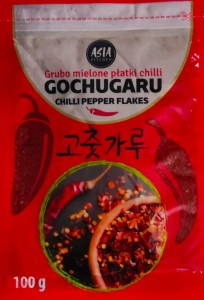 ASIA
KITCHEN
Grubo mielone płatki chilli
GOCHUGARU
CHILLI PEPPER FLAKES
고춧가루
100 g